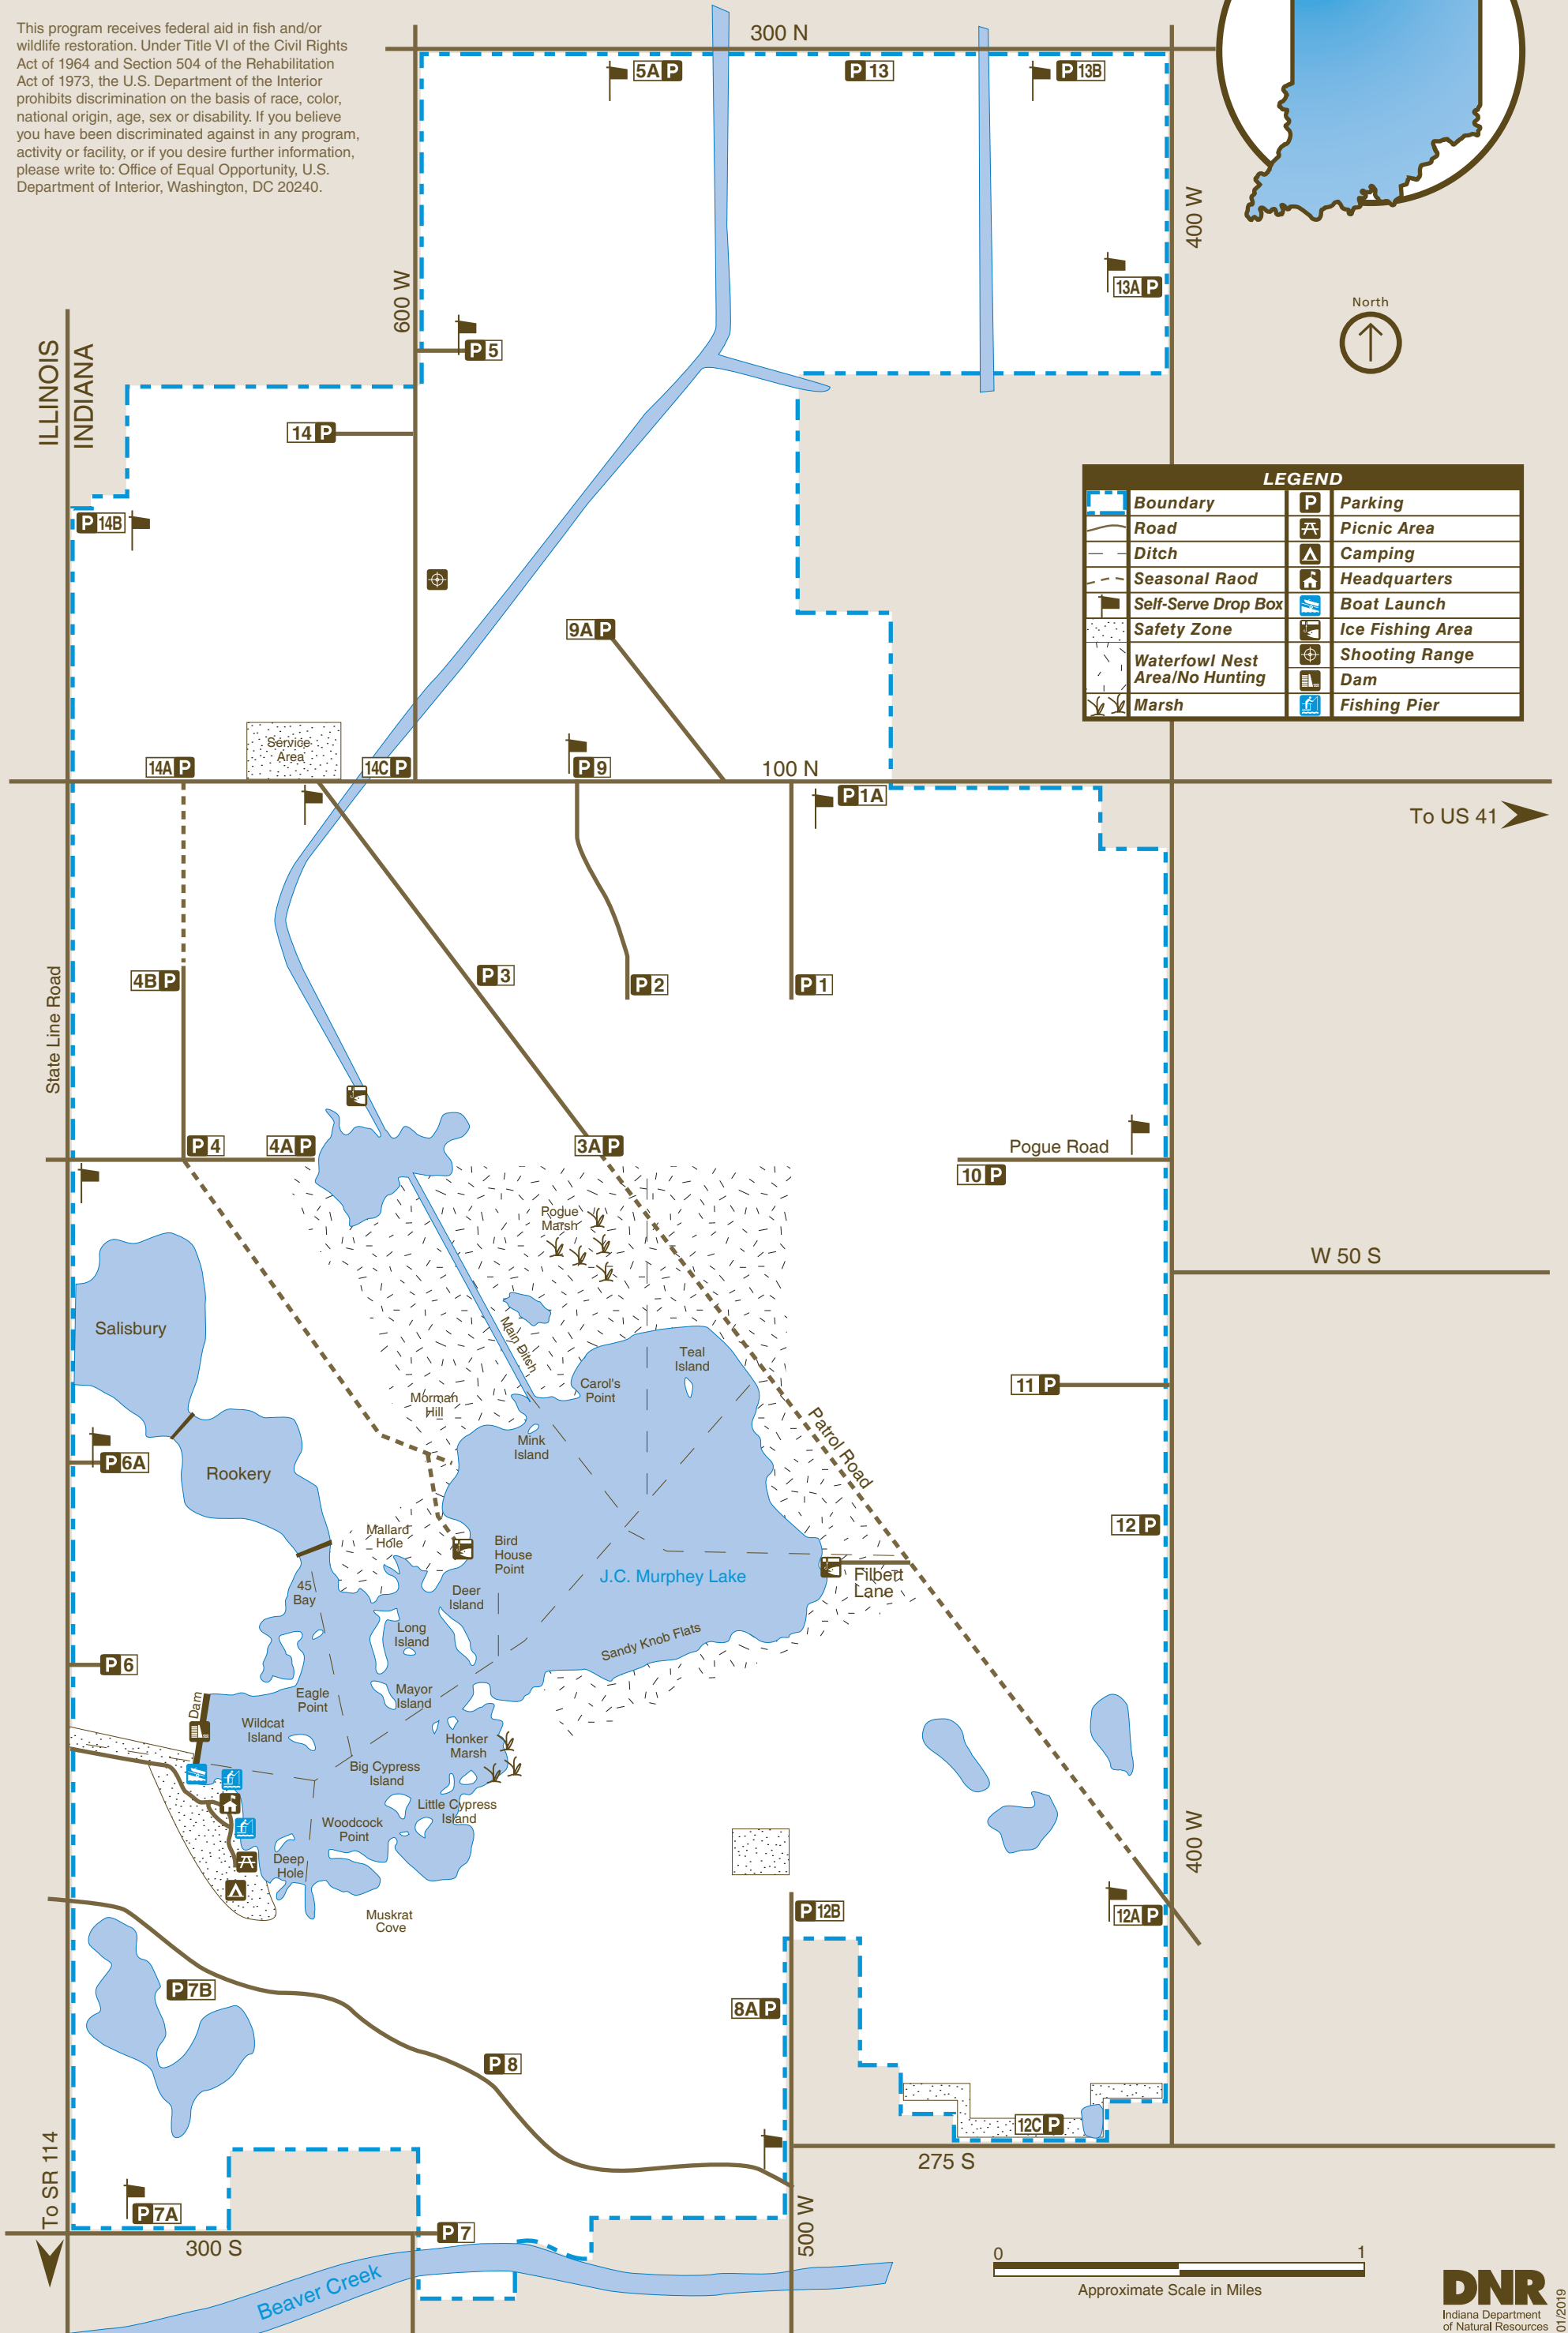 This program receives federal aid in fish and/or
wildlife restoration. Under Title VI of the Civil Rights
Act of 1964 and Section 504 of the Rehabilitation
Act of 1973, the U.S. Department of the Interior
prohibits discrimination on the basis of race, color,
national origin, age, sex or disability. If you believe
you have been discriminated against in any program,
activity or facility, or if you desire further information,
please write to: Office of Equal Opportunity, U.S.
Department of Interior, Washington, DC 20240.
300 N
5A P
P 13
P 13B
400 W
13A P
600 W
North
P 5
ILLINOIS
INDIANA
14 P
P 14B
LEGEND
Boundary
P Parking
Road
Picnic Area
Ditch
Camping
Seasonal Raod
Headquarters
Self-Serve Drop Box
Boat Launch
Safety Zone
Ice Fishing Area
Waterfowl Nest
Area/No Hunting
Shooting Range
Dam
Marsh
Fishing Pier
9A P
Service
Area
14A P
14C P
P 9
100 N
P 1A
To US 41
State Line Road
4B P
P 3
P 2
P 1
P 4
4A P
3A P
Pogue Road
10 P
Pogue
Marsh
W 50 S
Salisbury
Main Ditch
Teal
Island
Carol's
Point
11 P
Morman
Hill
Mink
Island
Patrol Road
P 6A
Rookery
12 P
Mallard
Hole
Bird
House
Point
J.C. Murphey Lake
Filbert
Lane
45
Bay
Deer
Island
Long
Island
Sandy Knob Flats
P 6
Eagle
Point
Mayor
Island
Dam
Wildcat
Island
Honker
Marsh
Big Cypress
Island
Little Cypress
Island
Woodcock
Point
Deep
Hole
400 W
Muskrat
Cove
P 12B
12A P
P 7B
8A P
P 8
12C P
275 S
To SR 114
P 7A
P 7
300 S
500 W
Beaver Creek
0 1
Approximate Scale in Miles
DNR
Indiana Department
of Natural Resources
01/2019